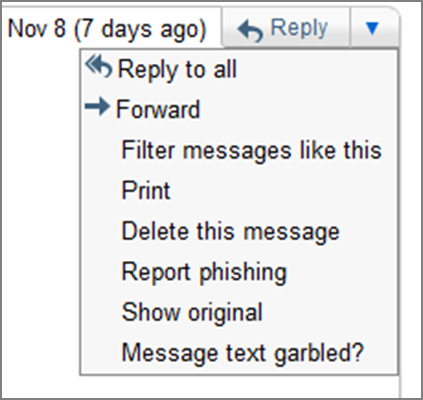 Nov 8 (7 days ago) Reply
Reply to all
Forward
Filter messages like this
Print
Delete this message
Report phishing
Show original
Message text garbled?